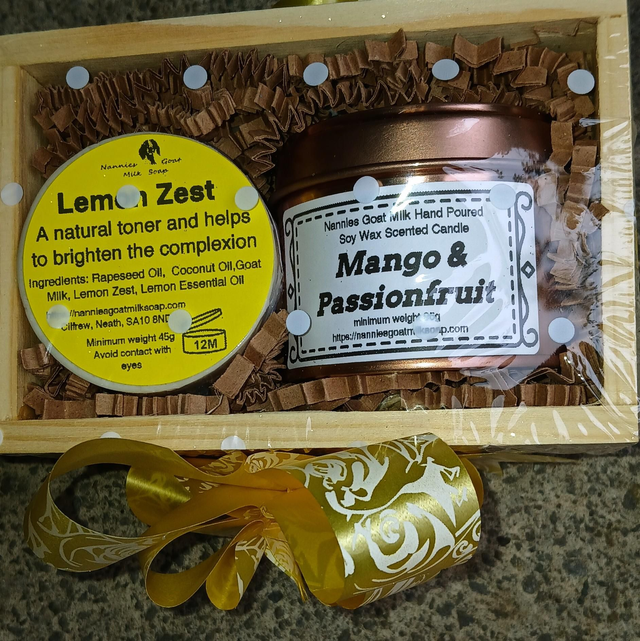 Nannies Goat
Milk Soap
Lemon Zest
A natural toner and helps
to brighten the complexion
Ingredients: Rapeseed Oil, Coconut Oil,Goat
Milk, Lemon Zest, Lemon Essential Oil
//nanniesgoatmilksoap.com
Cilfrew, Neath, SA10
Minimum weight 45g
Avoid contact with
eyes
12M
Nannies Goat Milk Hand Poured
Soy Wax Scented Candle
Mango &
Passionfruit
minimum weight
https://nanniesgoatmilksoap.com